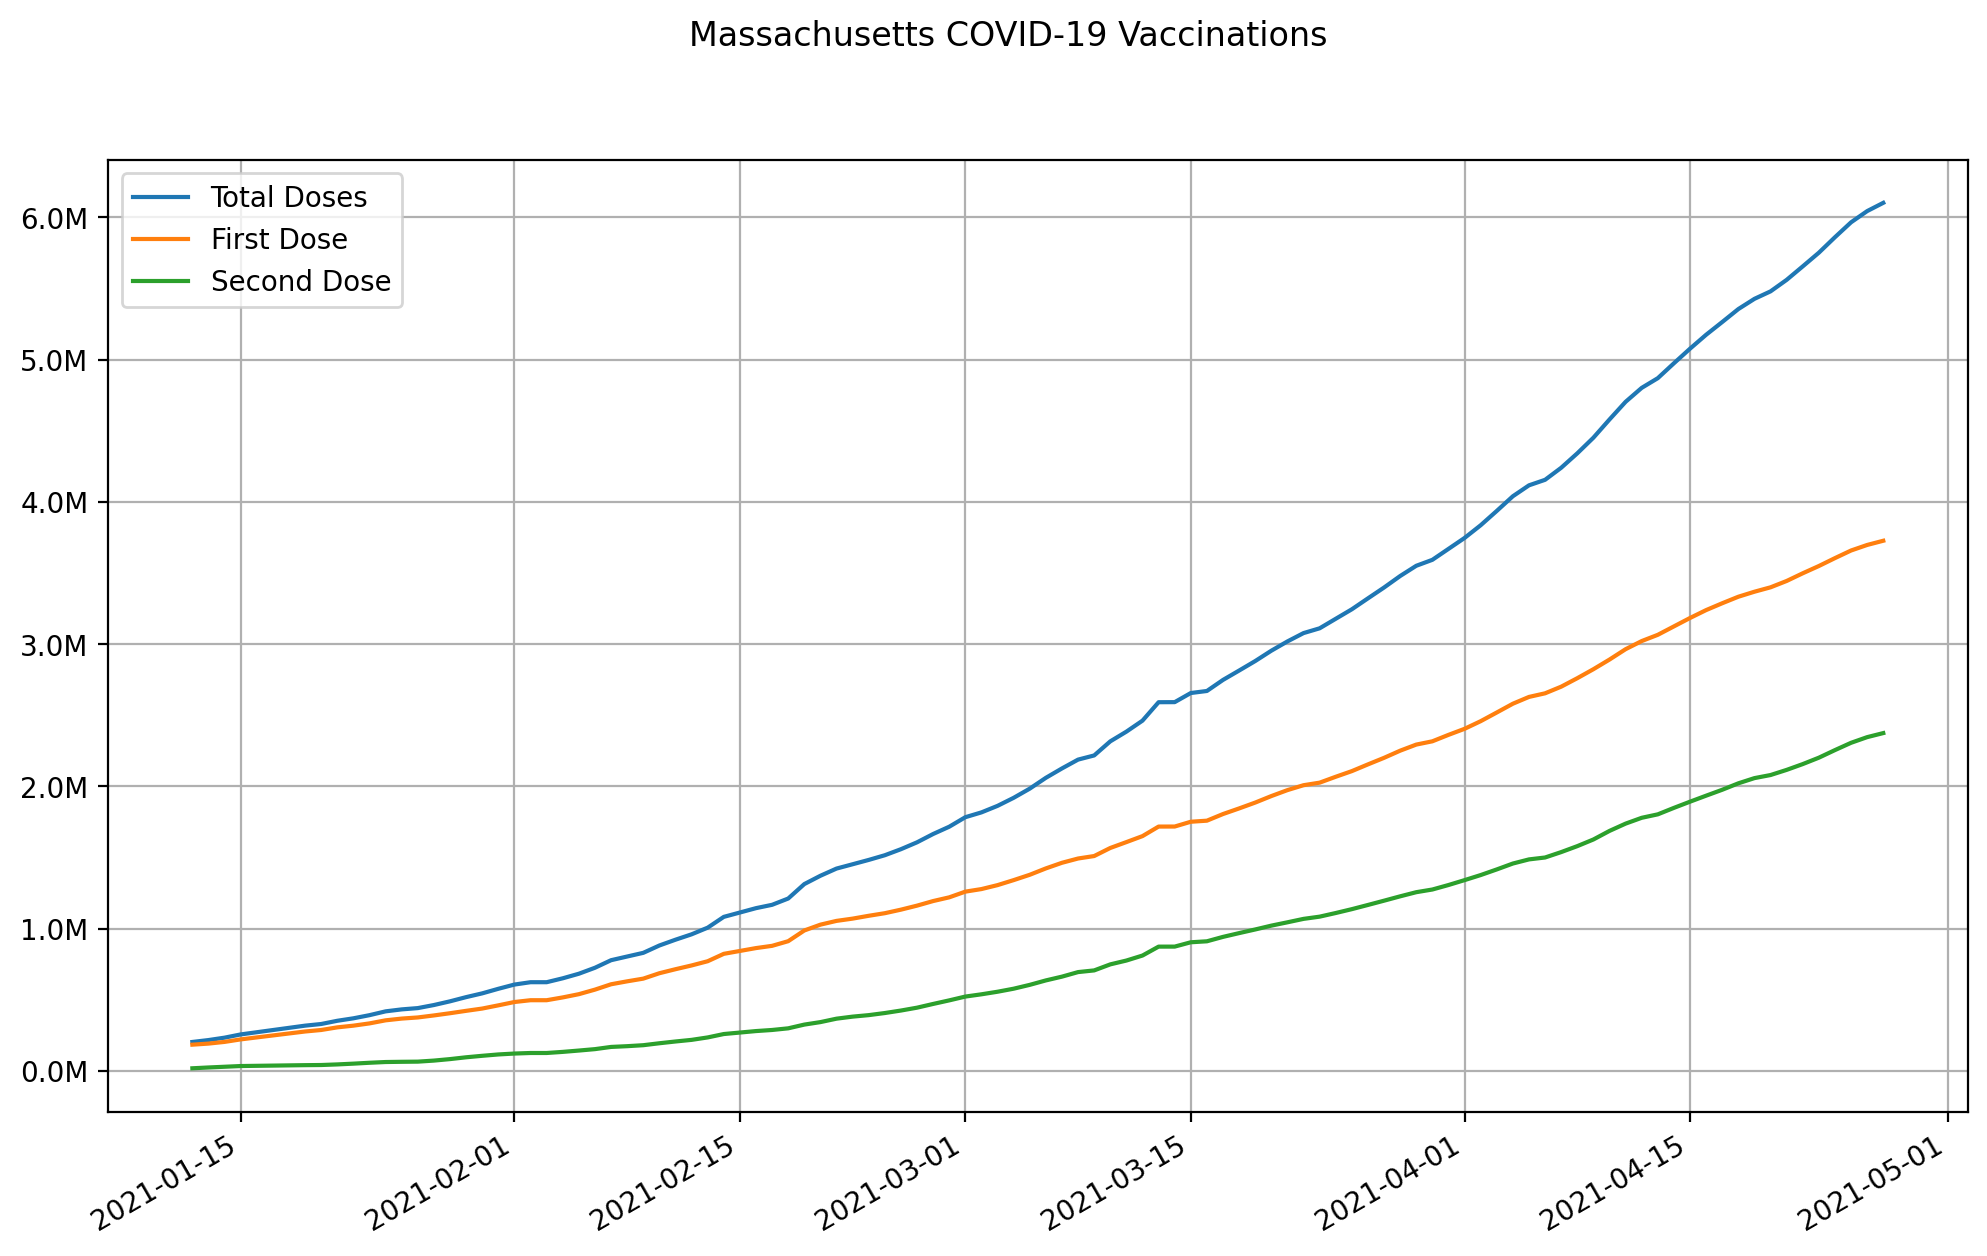 Massachusetts COVID-19 Vaccinations
Total Doses
First Dose
Second Dose
6.0M
5.0M
4.0M
3.0M
2.0M
1.0M
0.0M
2021-01-15
2021-02-01
2021-02-15
2021-03-01
2021-03-15
2021-04-01
2021-04-15
2021-05-01